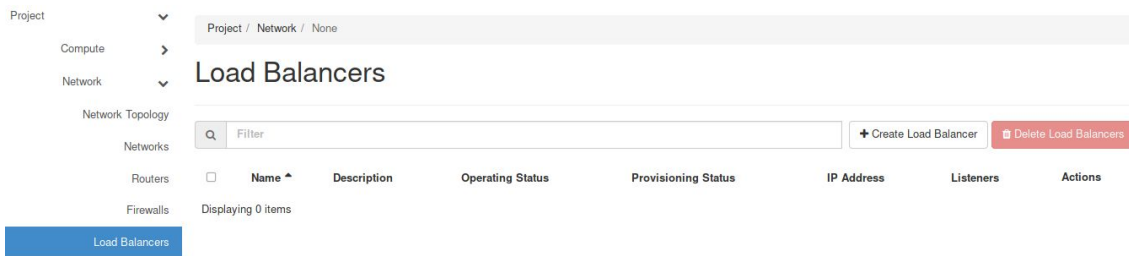 Project
Compute
Network
Network Topology
Networks
Routers
Firewalls
Load Balancers
Project / Network / None
Load Balancers
Filter
Create Load Balancer
Delete Load Balancers
Name Description Operating Status Provisioning Status IP Address Listeners Actions
Displaying 0 items